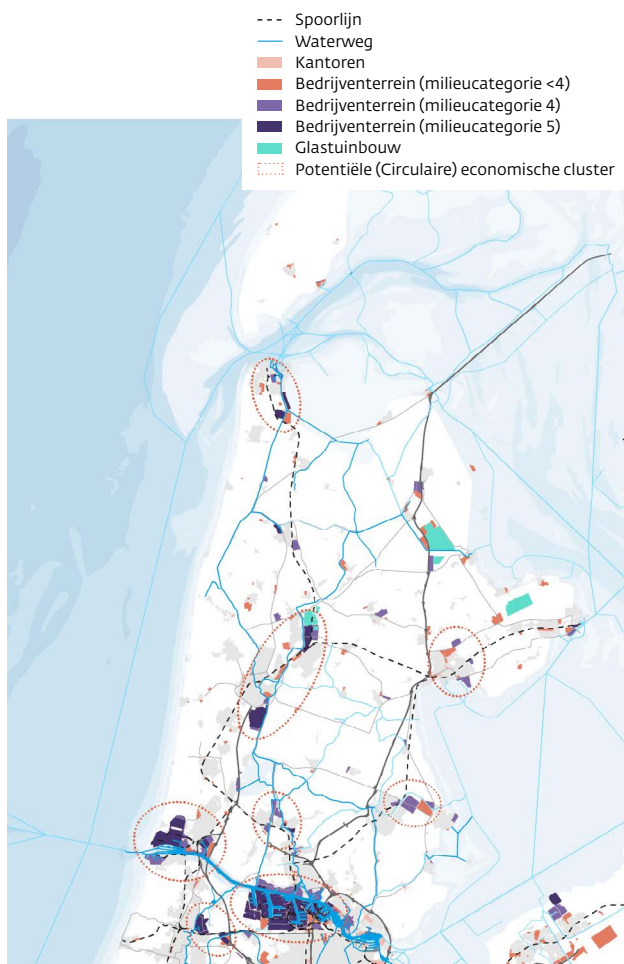 Spoorlijn
Waterweg
Kantoren
Bedrijventerrein (milieucategorie <4)
Bedrijventerrein (milieucategorie 4)
Bedrijventerrein (milieucategorie 5)
Glastuinbouw
Potentiële (Circulaire) economische cluster